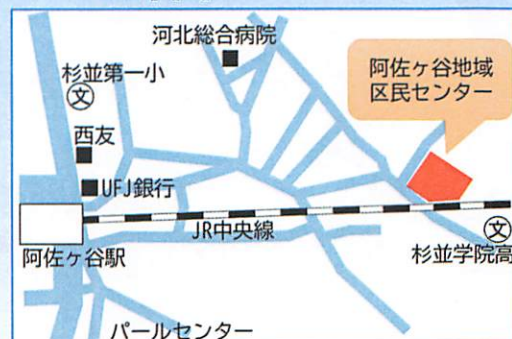 河北総合病院
杉並第一小
文
阿佐ヶ谷地域
区民センター
西友
UFJ銀行
JR中央線
阿佐ヶ谷駅
文
杉並学院高
パールセンター